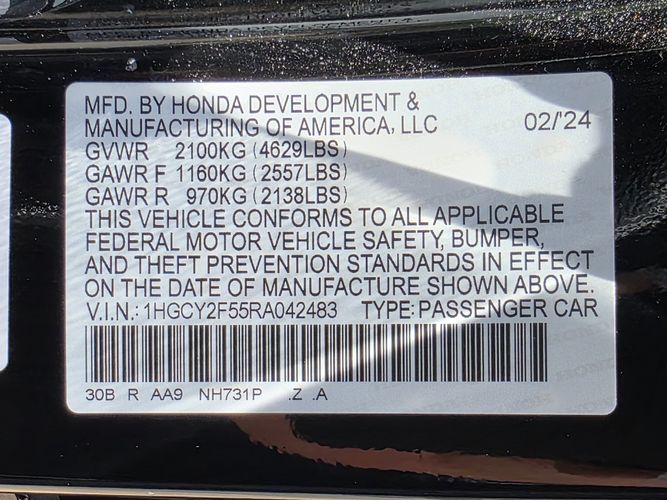 MFD. BY HONDA DEVELOPMENT &
MANUFACTURING OF AMERICA, LLC 02/'24
GVWR 2100KG (4629LBS)
GAWR F 1160KG (2557LBS)
GAWR R 970KG (2138LBS)
THIS VEHICLE CONFORMS TO ALL APPLICABLE
FEDERAL MOTOR VEHICLE SAFETY, BUMPER,
AND THEFT PREVENTION STANDARDS IN EFFECT
ON THE DATE OF MANUFACTURE SHOWN ABOVE.
V.I.N.: 1HGCY2F55RA042483 TYPE: PASSENGER CAR
30B R AA9 NH731P .Z .A